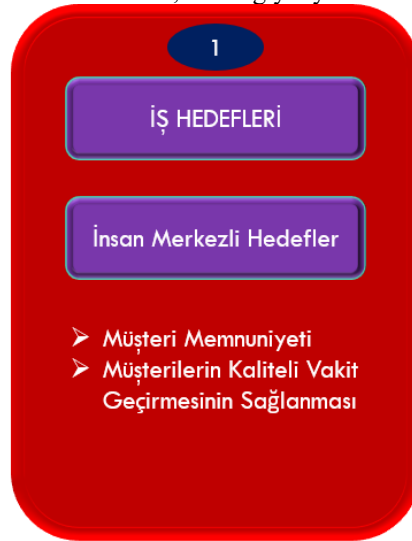 1
İŞ HEDEFLERİ
İnsan Merkezli Hedefler
➤ Müşteri Memnuniyeti
➤ Müşterilerin Kaliteli Vakit
Geçirmesinin Sağlanması